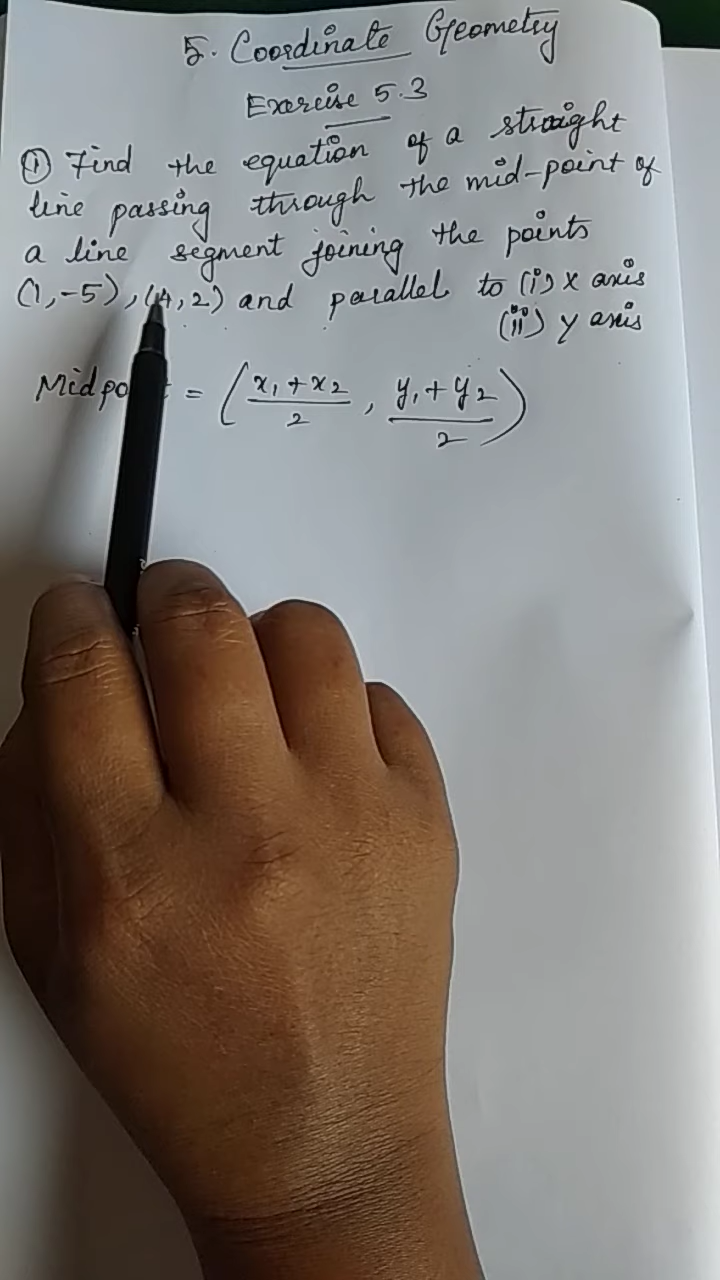 5. Coordinate Geometry
Exercise 5.3
① Find the equation of a straight
line passing through the mid-point of
a line segment joining the points
(1,-5), (4,2) and parallel to (i) x axis
(ii) y axis
= ( x₁ + x₂ / 2 , y₁ + y₂ / 2 )